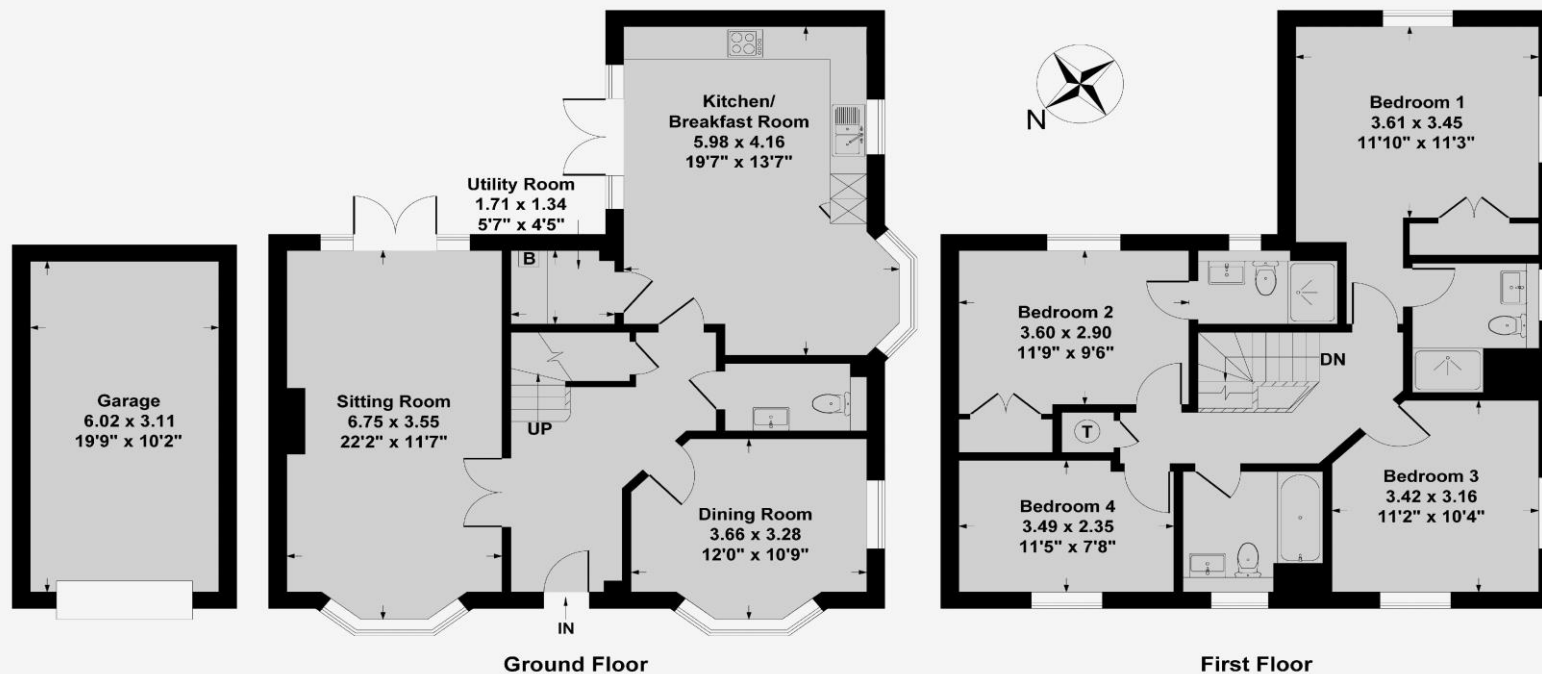 Kitchen/
Breakfast Room
5.98 x 4.16
19'7" x 13'7"
Utility Room
1.71 x 1.34
5'7" x 4'5"
B
Garage
6.02 x 3.11
19'9" x 10'2"
Sitting Room
6.75 x 3.55
22'2" x 11'7"
UP
Dining Room
3.66 x 3.28
12'0" x 10'9"
IN
Ground Floor
N
Bedroom 1
3.61 x 3.45
11'10" x 11'3"
Bedroom 2
3.60 x 2.90
11'9" x 9'6"
DN
T
Bedroom 3
3.42 x 3.16
11'2" x 10'4"
Bedroom 4
3.49 x 2.35
11'5" x 7'8"
First Floor